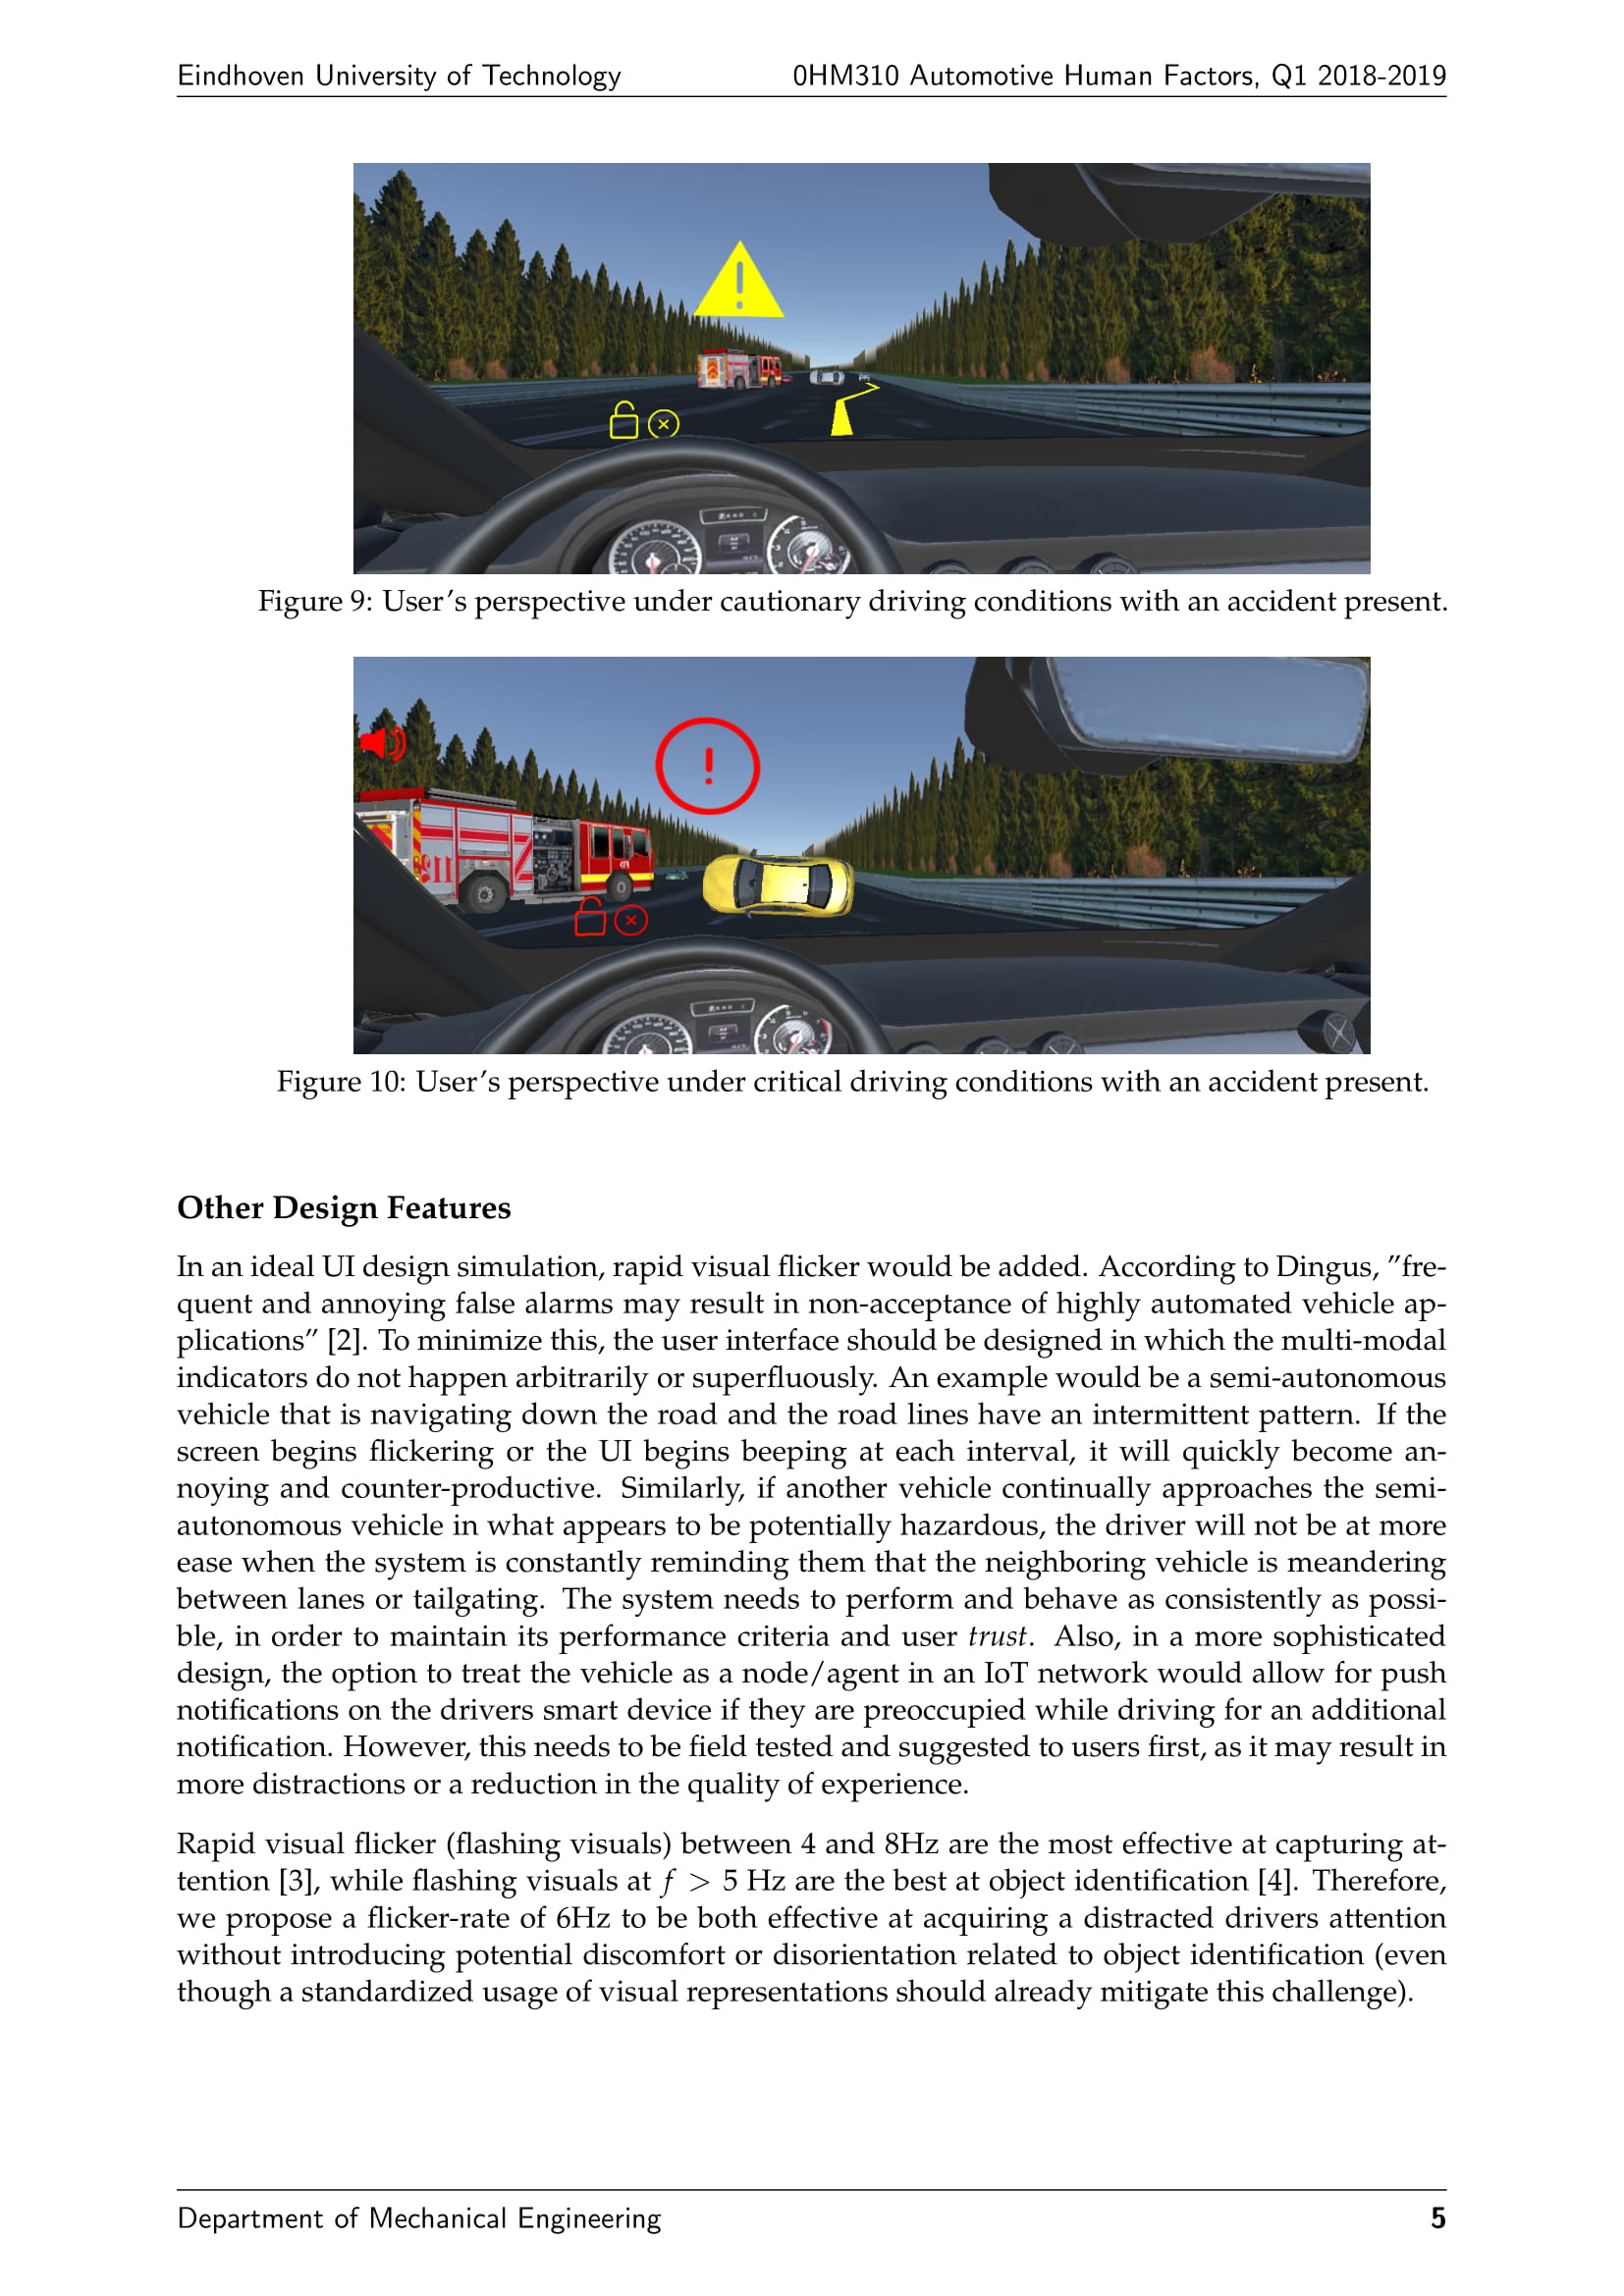 Eindhoven University of Technology 0HM310 Automotive Human Factors, Q1 2018-2019
Figure 9: User's perspective under cautionary driving conditions with an accident present.
Figure 10: User's perspective under critical driving conditions with an accident present.
Other Design Features
In an ideal UI design simulation, rapid visual flicker would be added. According to Dingus, "fre-
quent and annoying false alarms may result in non-acceptance of highly automated vehicle ap-
plications" [2]. To minimize this, the user interface should be designed in which the multi-modal
indicators do not happen arbitrarily or superfluously. An example would be a semi-autonomous
vehicle that is navigating down the road and the road lines have an intermittent pattern. If the
screen begins flickering or the UI begins beeping at each interval, it will quickly become an-
noying and counter-productive. Similarly, if another vehicle continually approaches the semi-
autonomous vehicle in what appears to be potentially hazardous, the driver will not be at more
ease when the system is constantly reminding them that the neighboring vehicle is meandering
between lanes or tailgating. The system needs to perform and behave as consistently as possi-
ble, in order to maintain its performance criteria and user trust. Also, in a more sophisticated
design, the option to treat the vehicle as a node/agent in an IoT network would allow for push
notifications on the drivers smart device if they are preoccupied while driving for an additional
notification. However, this needs to be field tested and suggested to users first, as it may result in
more distractions or a reduction in the quality of experience.
Rapid visual flicker (flashing visuals) between 4 and 8Hz are the most effective at capturing at-
tention [3], while flashing visuals at f > 5 Hz are the best at object identification [4]. Therefore,
we propose a flicker-rate of 6Hz to be both effective at acquiring a distracted drivers attention
without introducing potential discomfort or disorientation related to object identification (even
though a standardized usage of visual representations should already mitigate this challenge).
Department of Mechanical Engineering 5